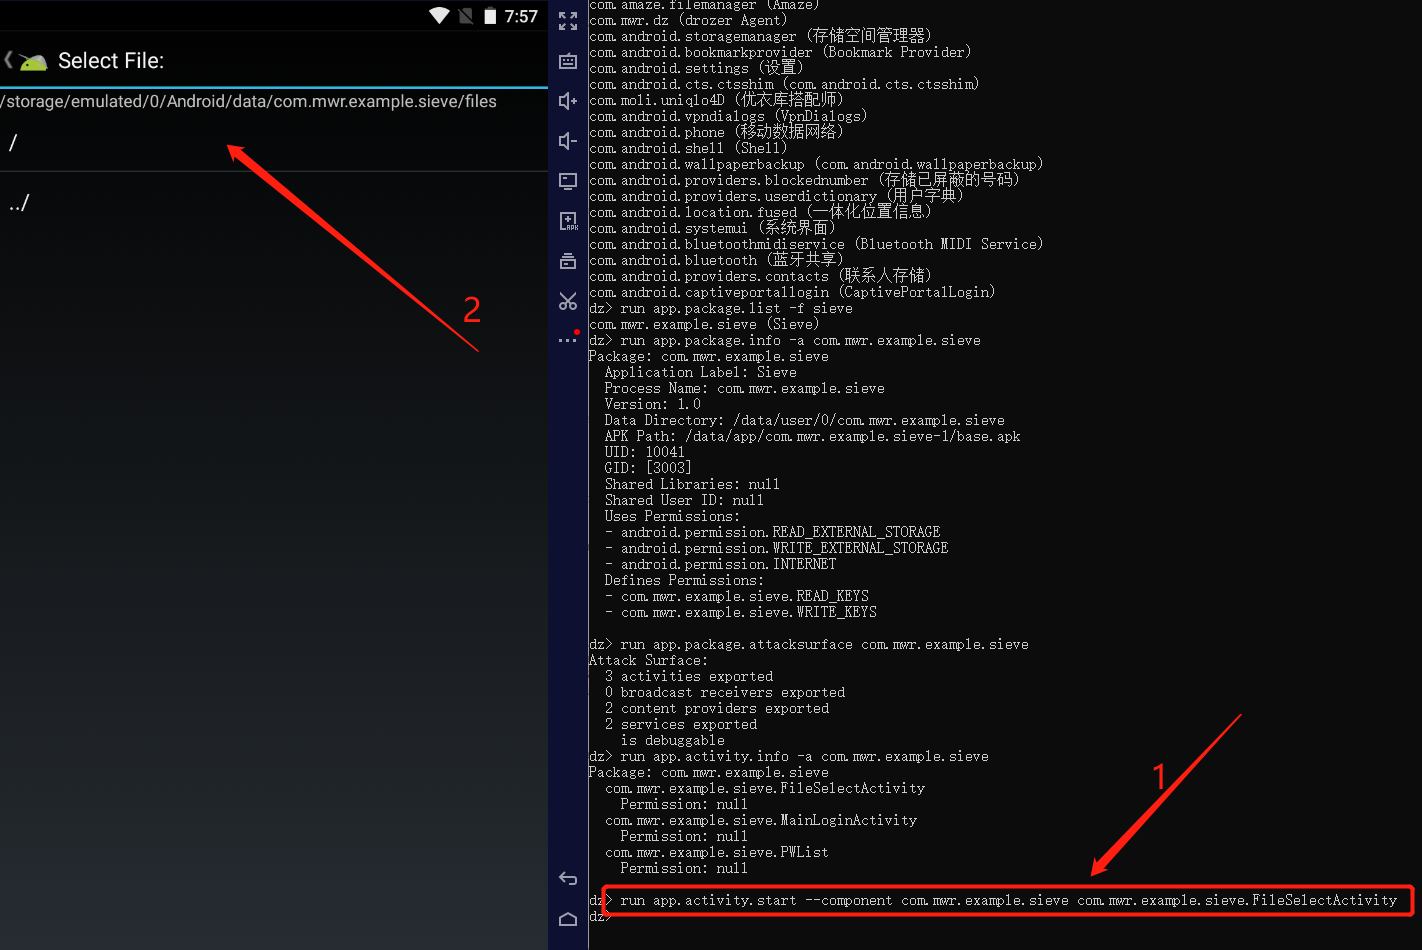 7:57
Select File:
/storage/emulated/0/Android/data/com.mwr.example.sieve/files
/
../
2
APK
com.amaze.filemanager (Amaze)
com.mwr.dz (drozer Agent)
com.android.storagemanager (存储空间管理器)
com.android.bookmarkprovider (Bookmark Provider)
com.android.settings (设置)
com.android.cts.ctsshim (com.android.cts.ctsshim)
com.moli.uniqlo4D (优衣库搭配师)
com.android.vpndialogs (VpnDialogs)
com.android.phone (移动数据网络)
com.android.shell (Shell)
com.android.wallpaperbackup (com.android.wallpaperbackup)
com.android.providers.blockednumber (存储已屏蔽的号码)
com.android.providers.userdictionary (用户字典)
com.android.location.fused (一体化位置信息)
com.android.systemui (系统界面)
com.android.bluetoothmidiservice (Bluetooth MIDI Service)
com.android.bluetooth (蓝牙共享)
com.android.providers.contacts (联系人存储)
com.android.captiveportallogin (CaptivePortalLogin)
dz> run app.package.list -f sieve
com.mwr.example.sieve (Sieve)
dz> run app.package.info -a com.mwr.example.sieve
Package: com.mwr.example.sieve
Application Label: Sieve
Process Name: com.mwr.example.sieve
Version: 1.0
Data Directory: /data/user/0/com.mwr.example.sieve
APK Path: /data/app/com.mwr.example.sieve-1/base.apk
UID: 10041
GID: [3003]
Shared Libraries: null
Shared User ID: null
Uses Permissions:
- android.permission.READ_EXTERNAL_STORAGE
- android.permission.WRITE_EXTERNAL_STORAGE
- android.permission.INTERNET
Defines Permissions:
- com.mwr.example.sieve.READ_KEYS
- com.mwr.example.sieve.WRITE_KEYS
dz> run app.package.attacksurface com.mwr.example.sieve
Attack Surface:
3 activities exported
0 broadcast receivers exported
2 content providers exported
2 services exported
is debuggable
dz> run app.activity.info -a com.mwr.example.sieve
Package: com.mwr.example.sieve
com.mwr.example.sieve.FileSelectActivity
Permission: null
com.mwr.example.sieve.MainLoginActivity
Permission: null
com.mwr.example.sieve.PWList
Permission: null
1
dz> run app.activity.start --component com.mwr.example.sieve com.mwr.example.sieve.FileSelectActivity
dz>